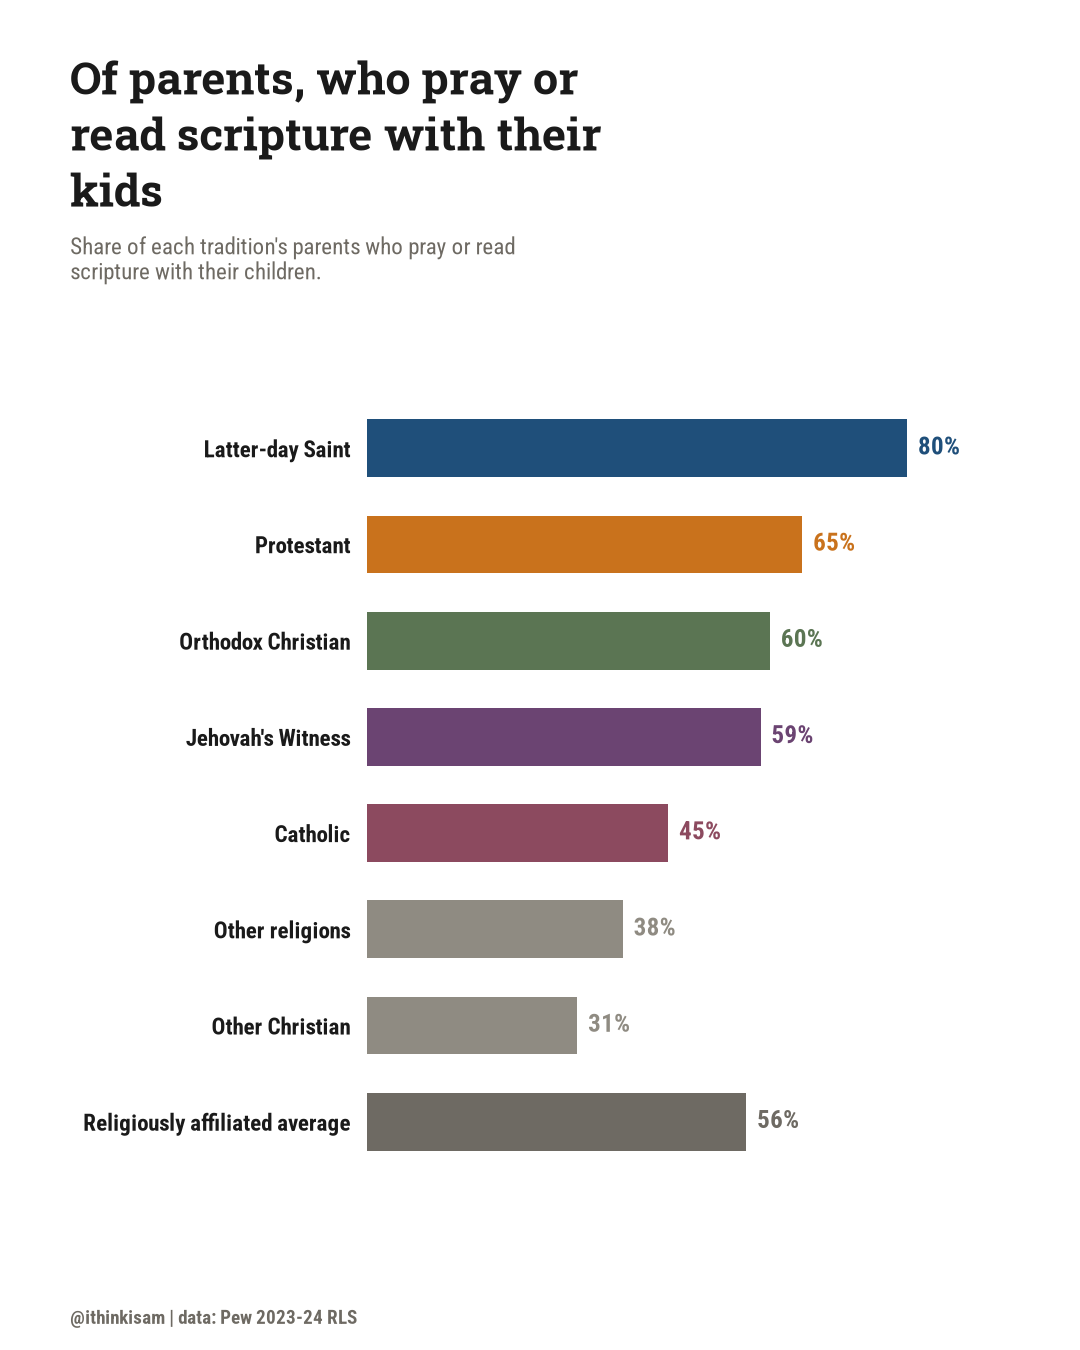 Of parents, who pray or
read scripture with their
kids
Share of each tradition's parents who pray or read
scripture with their children.
Latter-day Saint 80%
Protestant 65%
Orthodox Christian 60%
Jehovah's Witness 59%
Catholic 45%
Other religions 38%
Other Christian 31%
Religiously affiliated average 56%
@ithinkisam | data: Pew 2023-24 RLS